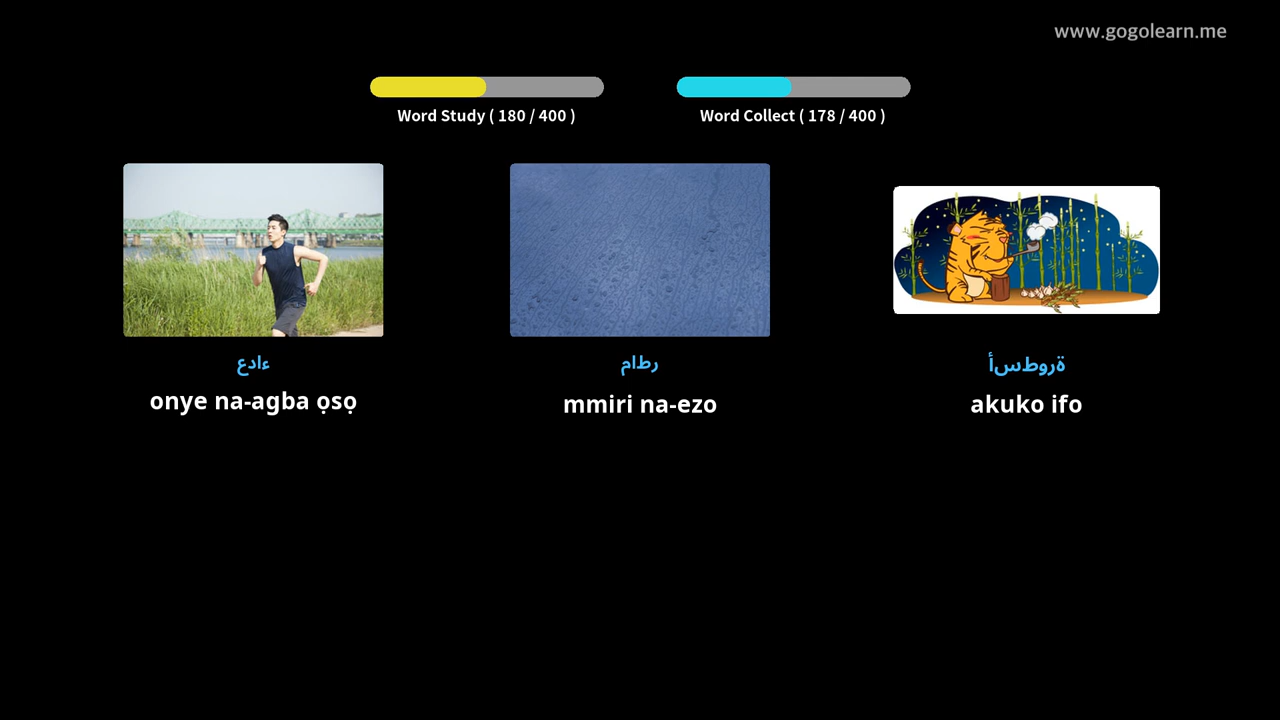 www.gogolearn.me
Word Study ( 180 / 400 )
Word Collect ( 178 / 400 )
ءادع
onye na-agba ọsọ
رطام
mmiri na-ezo
ةروطسأ
akuko ifo